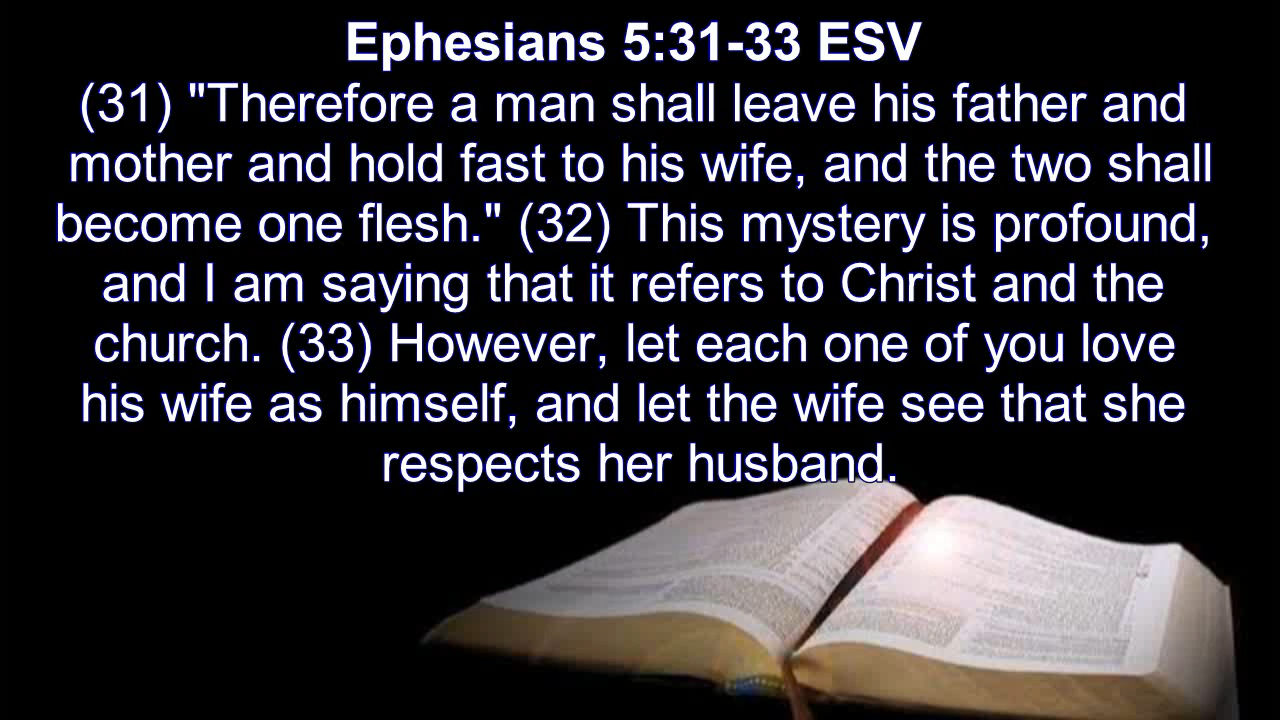 Ephesians 5:31-33 ESV
(31) "Therefore a man shall leave his father and
mother and hold fast to his wife, and the two shall
become one flesh." (32) This mystery is profound,
and I am saying that it refers to Christ and the
church. (33) However, let each one of you love
his wife as himself, and let the wife see that she
respects her husband.